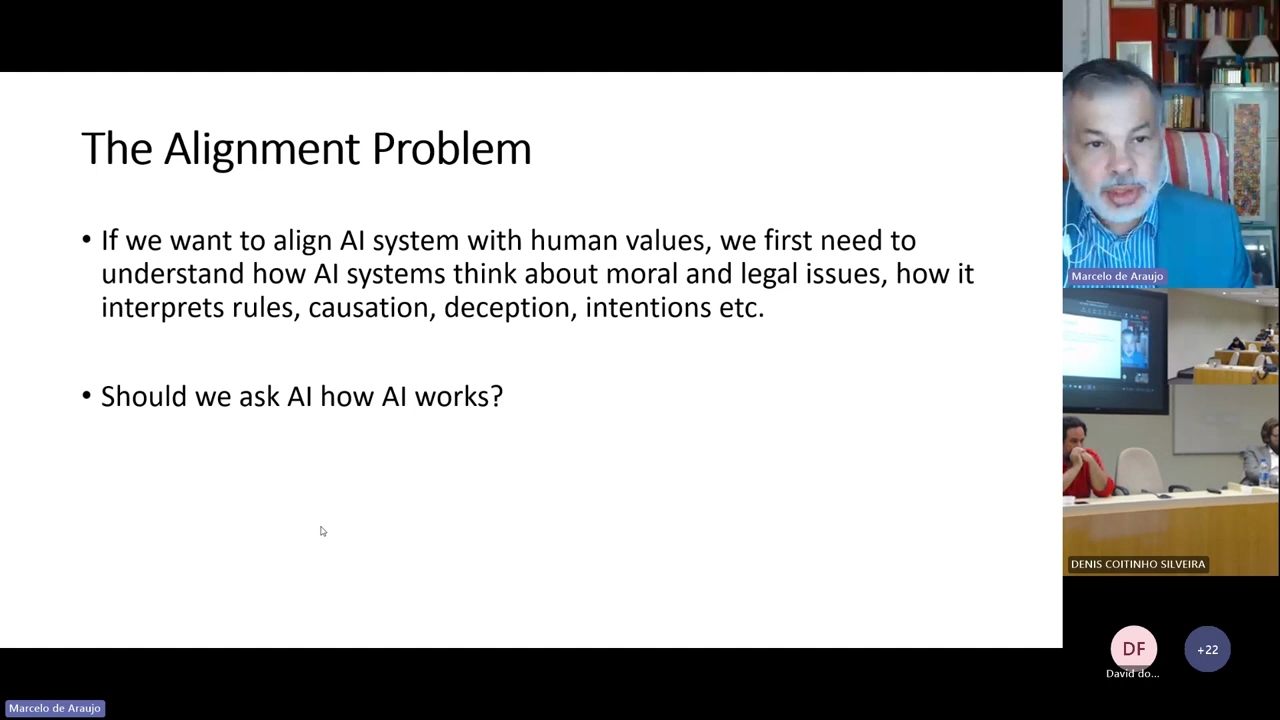 The Alignment Problem
• If we want to align AI system with human values, we first need to
understand how AI systems think about moral and legal issues, how it
interprets rules, causation, deception, intentions etc.
• Should we ask AI how AI works?
Marcelo de Araujo
DENIS COITINHO SILVEIRA
DF
David do...
+22
Marcelo de Araujo